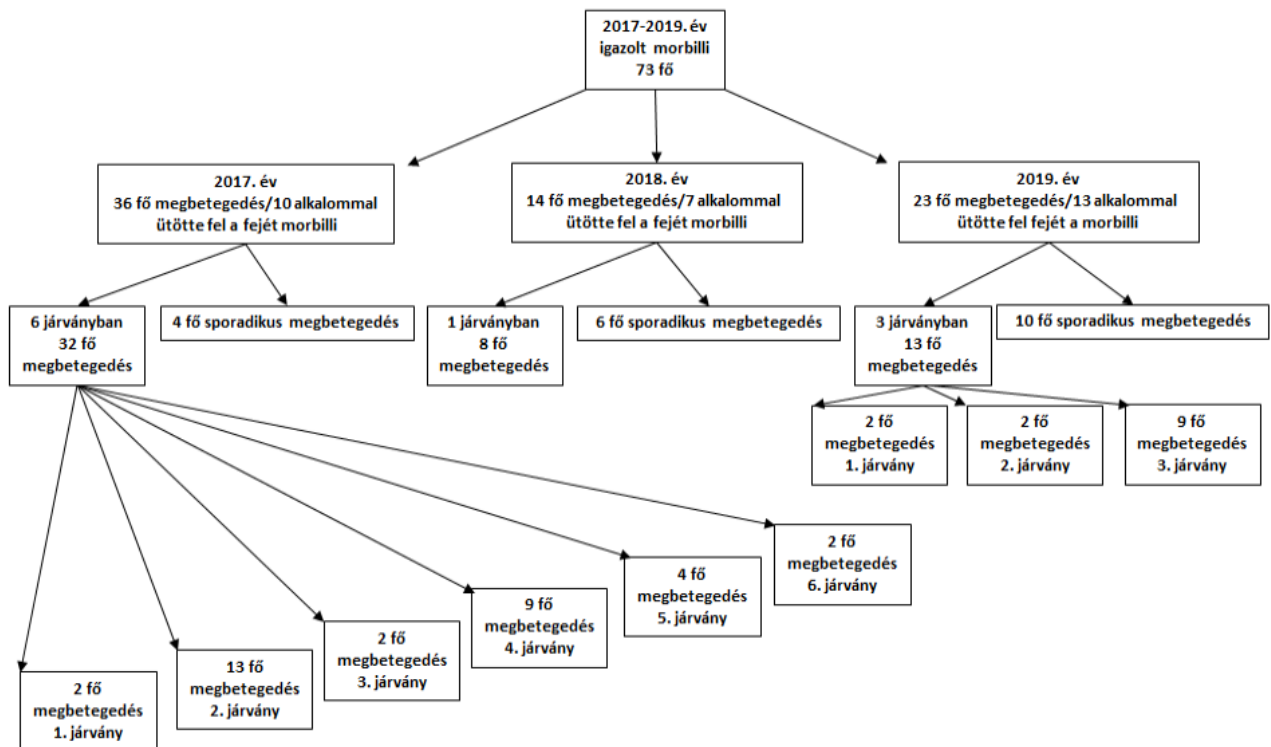 2017-2019. év
igazolt morbilli
73 fő
2017. év
36 fő megbetegedés/10 alkalommal
ütötte fel a fejét morbilli
2018. év
14 fő megbetegedés/7 alkalommal
ütötte fel a fejét morbilli
2019. év
23 fő megbetegedés/13 alkalommal
ütötte fel fejét a morbilli
6 járványban
32 fő
megbetegedés
4 fő sporadikus megbetegedés
1 járványban
8 fő
megbetegedés
6 fő sporadikus megbetegedés
3 járványban
13 fő
megbetegedés
10 fő sporadikus megbetegedés
2 fő
megbetegedés
1. járvány
2 fő
megbetegedés
2. járvány
9 fő
megbetegedés
3. járvány
2 fő
megbetegedés
1. járvány
13 fő
megbetegedés
2. járvány
2 fő
megbetegedés
3. járvány
9 fő
megbetegedés
4. járvány
4 fő
megbetegedés
5. járvány
2 fő
megbetegedés
6. járvány